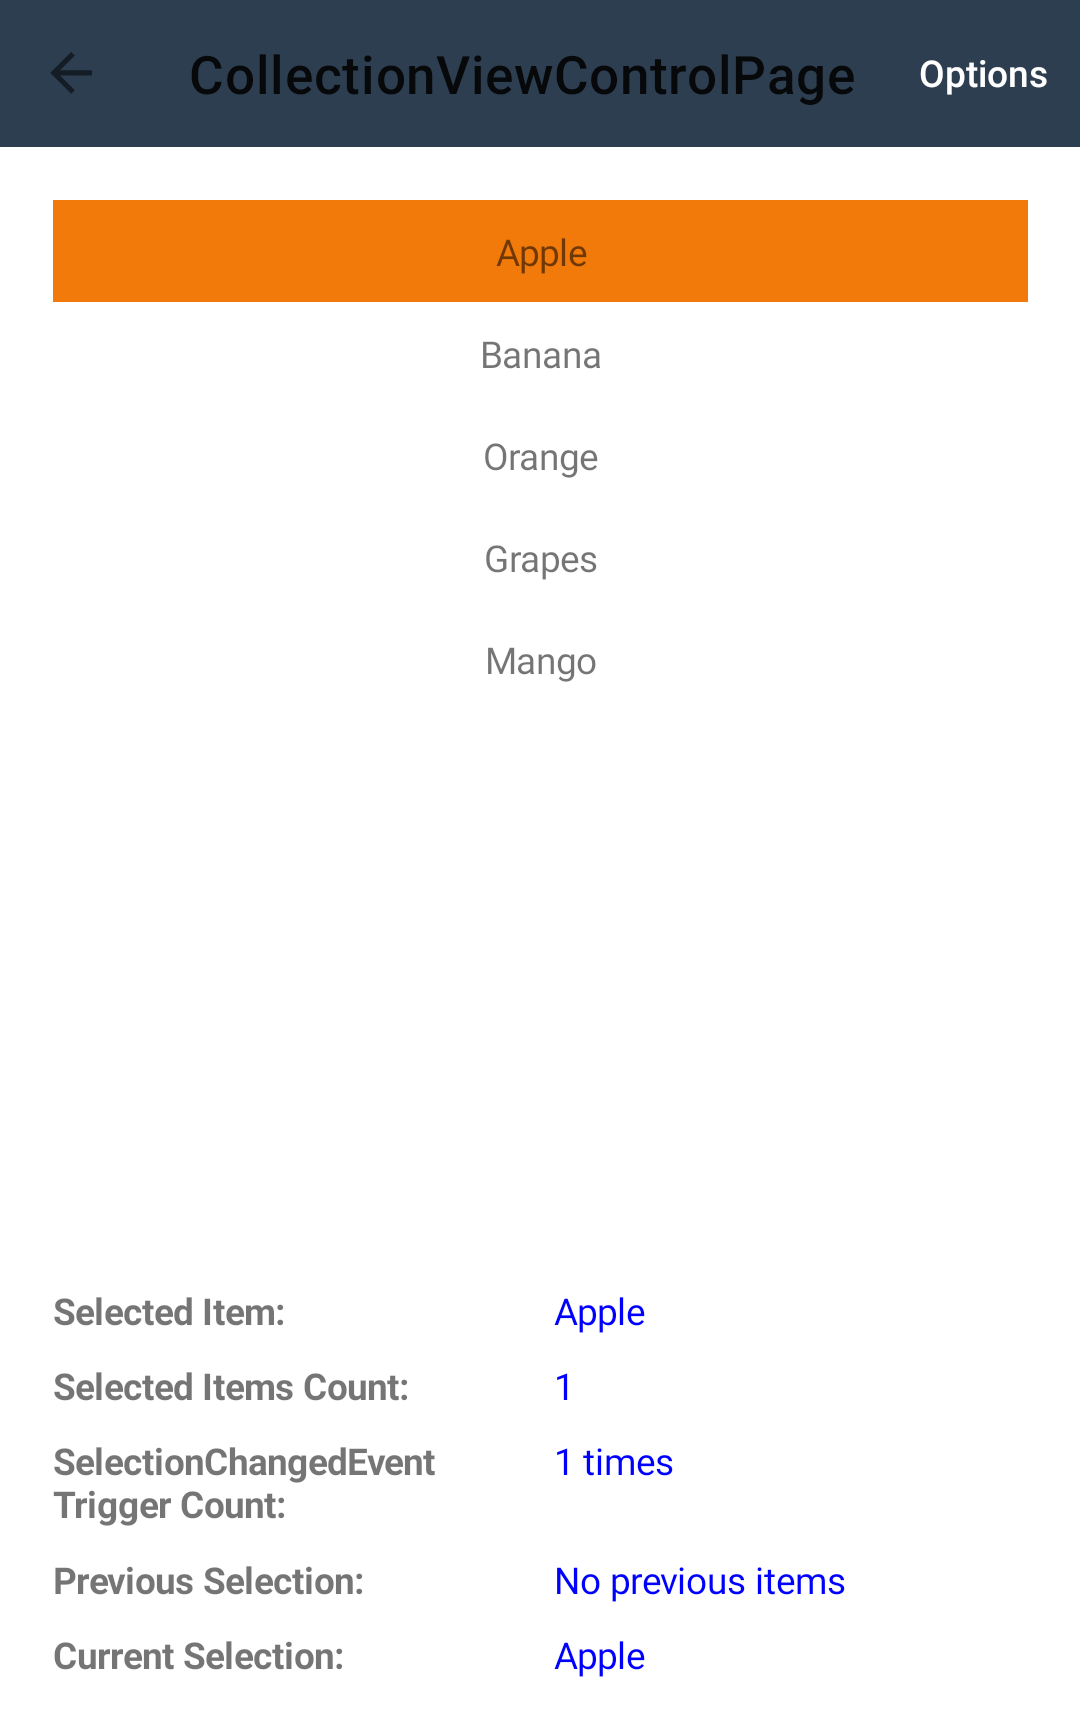 CollectionViewControlPage Options
Apple
Banana
Orange
Grapes
Mango
Selected Item: Apple
Selected Items Count: 1
SelectionChangedEvent 1 times
Trigger Count:
Previous Selection: No previous items
Current Selection: Apple